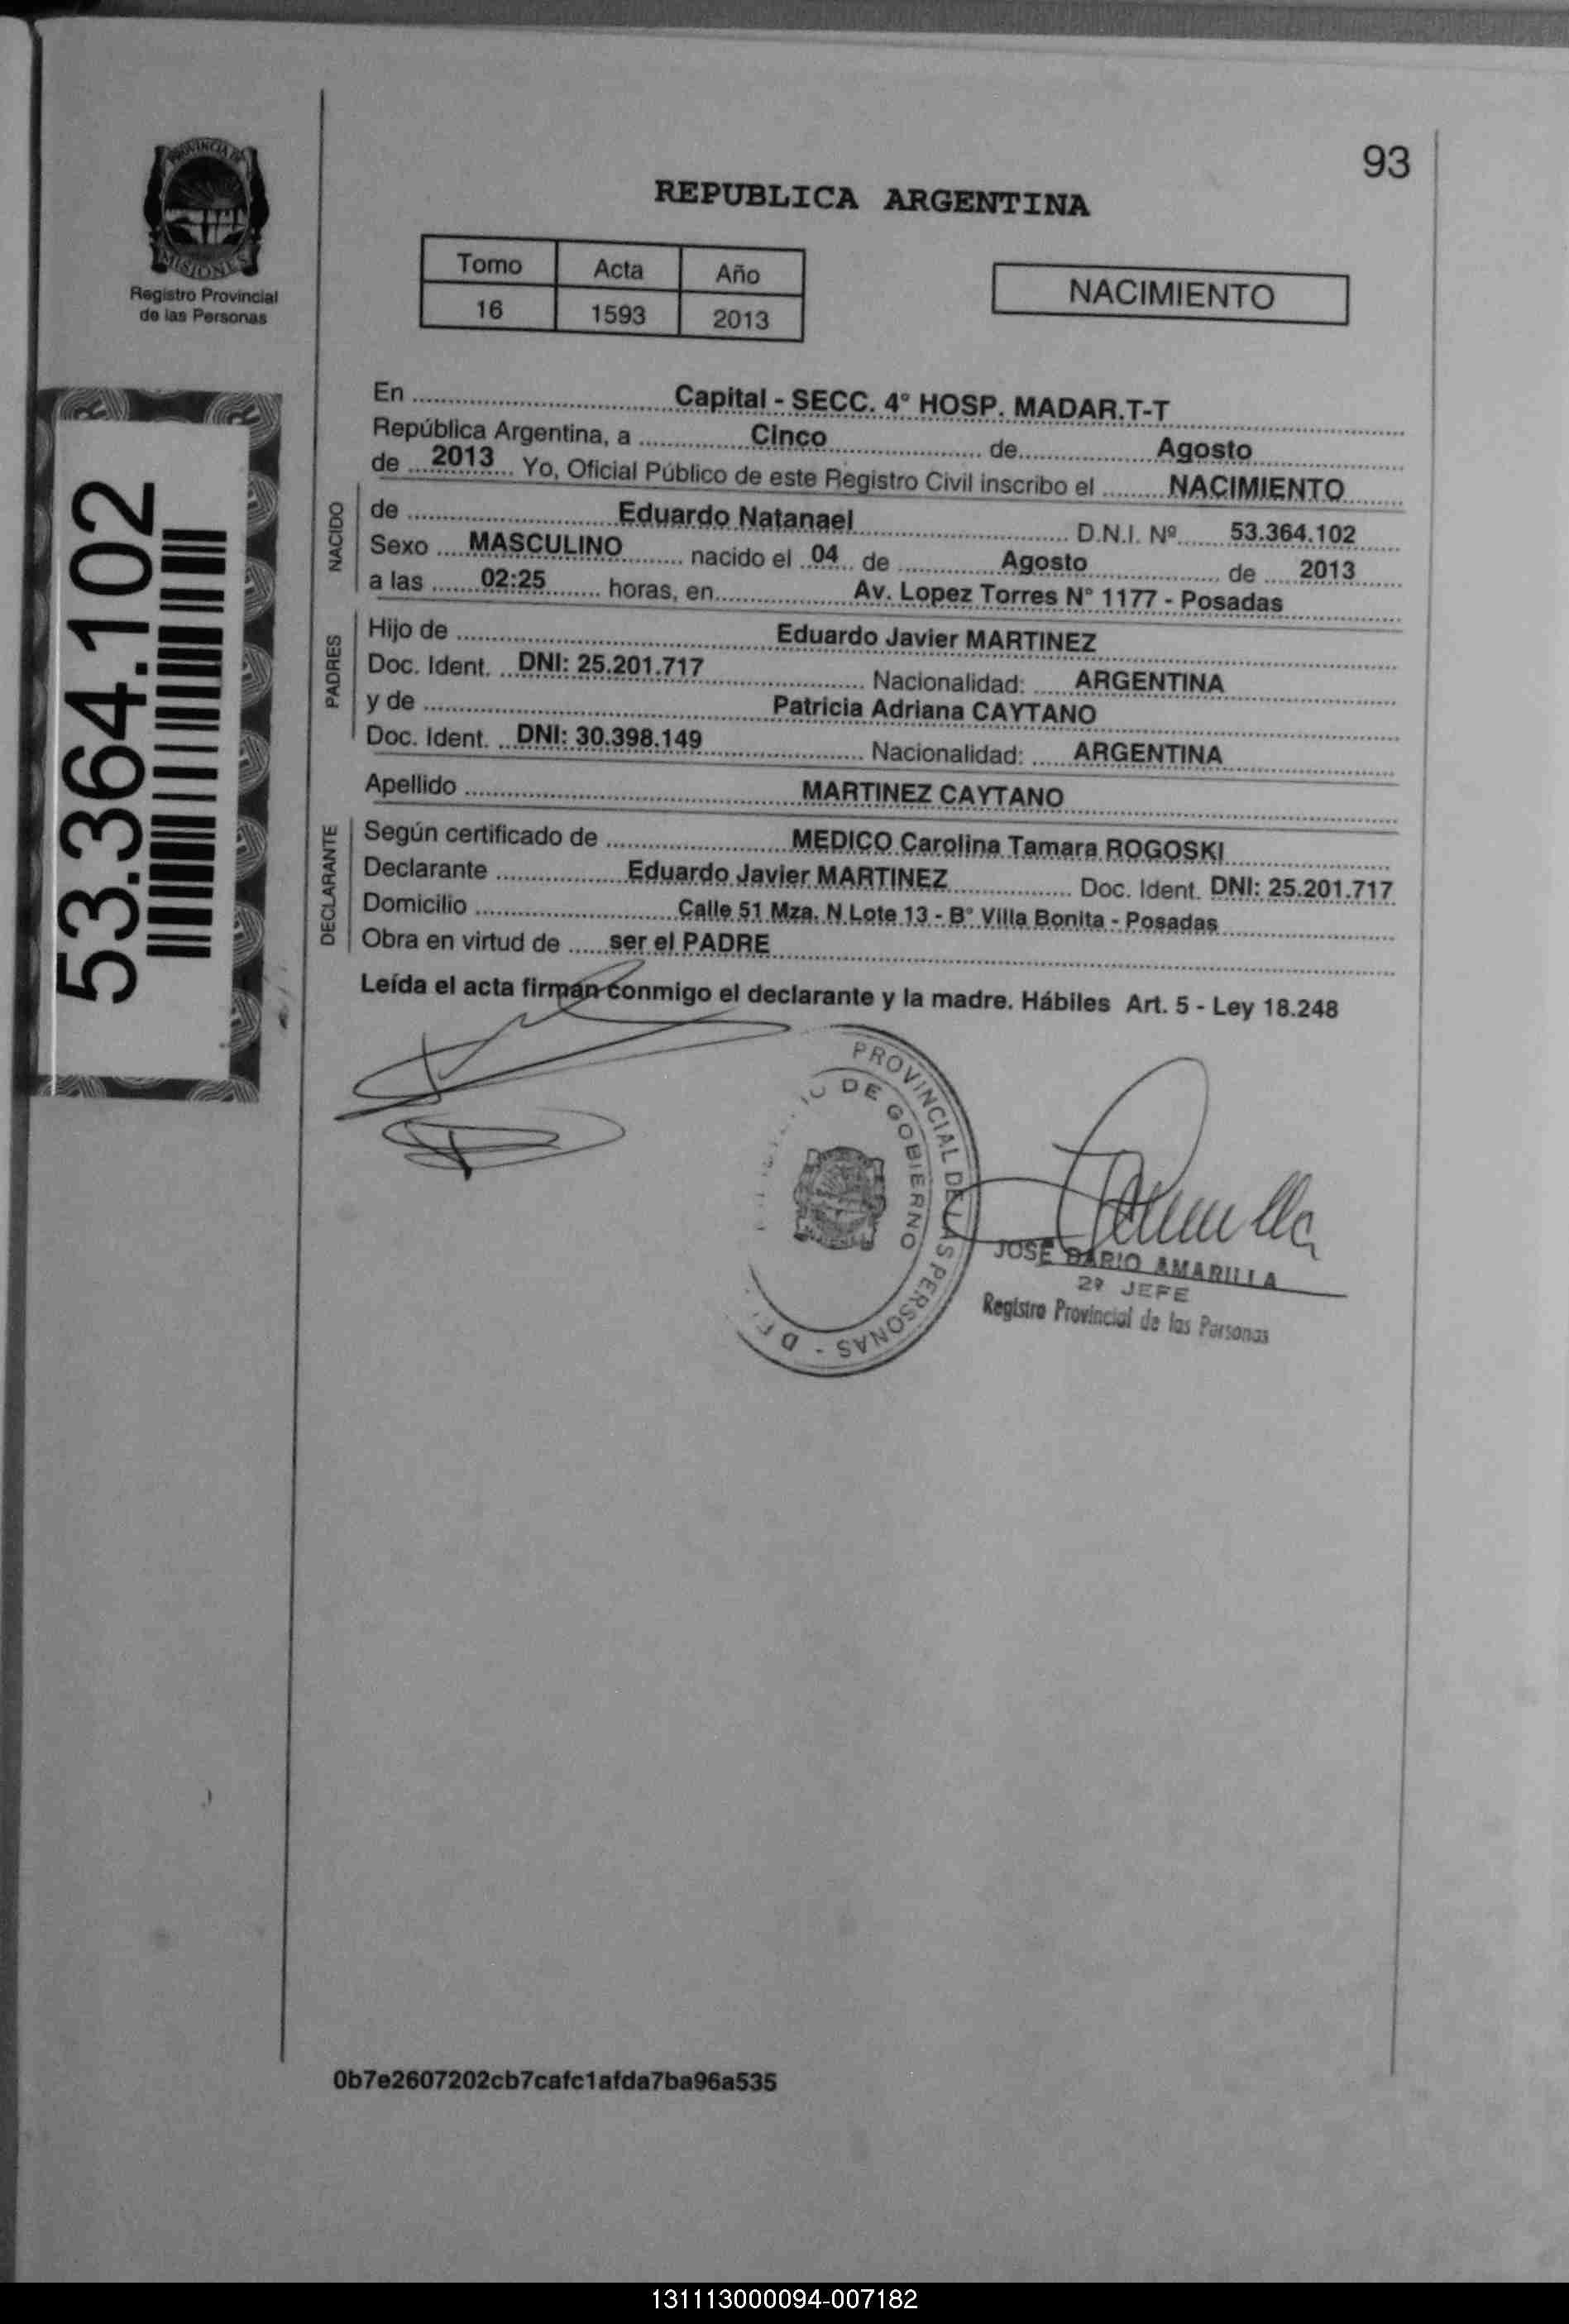 93
PROVINCIA DE
MISIONES
Registro Provincial
de las Personas
REPUBLICA ARGENTINA
Tomo Acta Año
16 1593 2013
NACIMIENTO
53.364.102
En Capital - SECC. 4º HOSP. MADAR.T-T
República Argentina, a Cinco de Agosto
de 2013 Yo, Oficial Público de este Registro Civil inscribo el NACIMIENTO
NACIDO
de Eduardo Natanael D.N.I. Nº 53.364.102
Sexo MASCULINO nacido el 04 de Agosto de 2013
a las 02:25 horas, en Av. Lopez Torres N° 1177 - Posadas
PADRES
Hijo de Eduardo Javier MARTINEZ
Doc. Ident. DNI: 25.201.717 Nacionalidad: ARGENTINA
y de Patricia Adriana CAYTANO
Doc. Ident. DNI: 30.398.149 Nacionalidad: ARGENTINA
Apellido MARTINEZ CAYTANO
DECLARANTE
Según certificado de MEDICO Carolina Tamara ROGOSKI
Declarante Eduardo Javier MARTINEZ Doc. Ident. DNI: 25.201.717
Domicilio Calle 51 Mza. N Lote 13 - B° Villa Bonita - Posadas
Obra en virtud de ser el PADRE
Leída el acta firman conmigo el declarante y la madre. Hábiles Art. 5 - Ley 18.248
PROVINCIAL DE LAS PERSONAS -
DE GOBIERNO
JOSE DARIO AMARILLA
2º JEFE
Registro Provincial de las Personas
0b7e2607202cb7cafc1afda7ba96a535
131113000094-007182